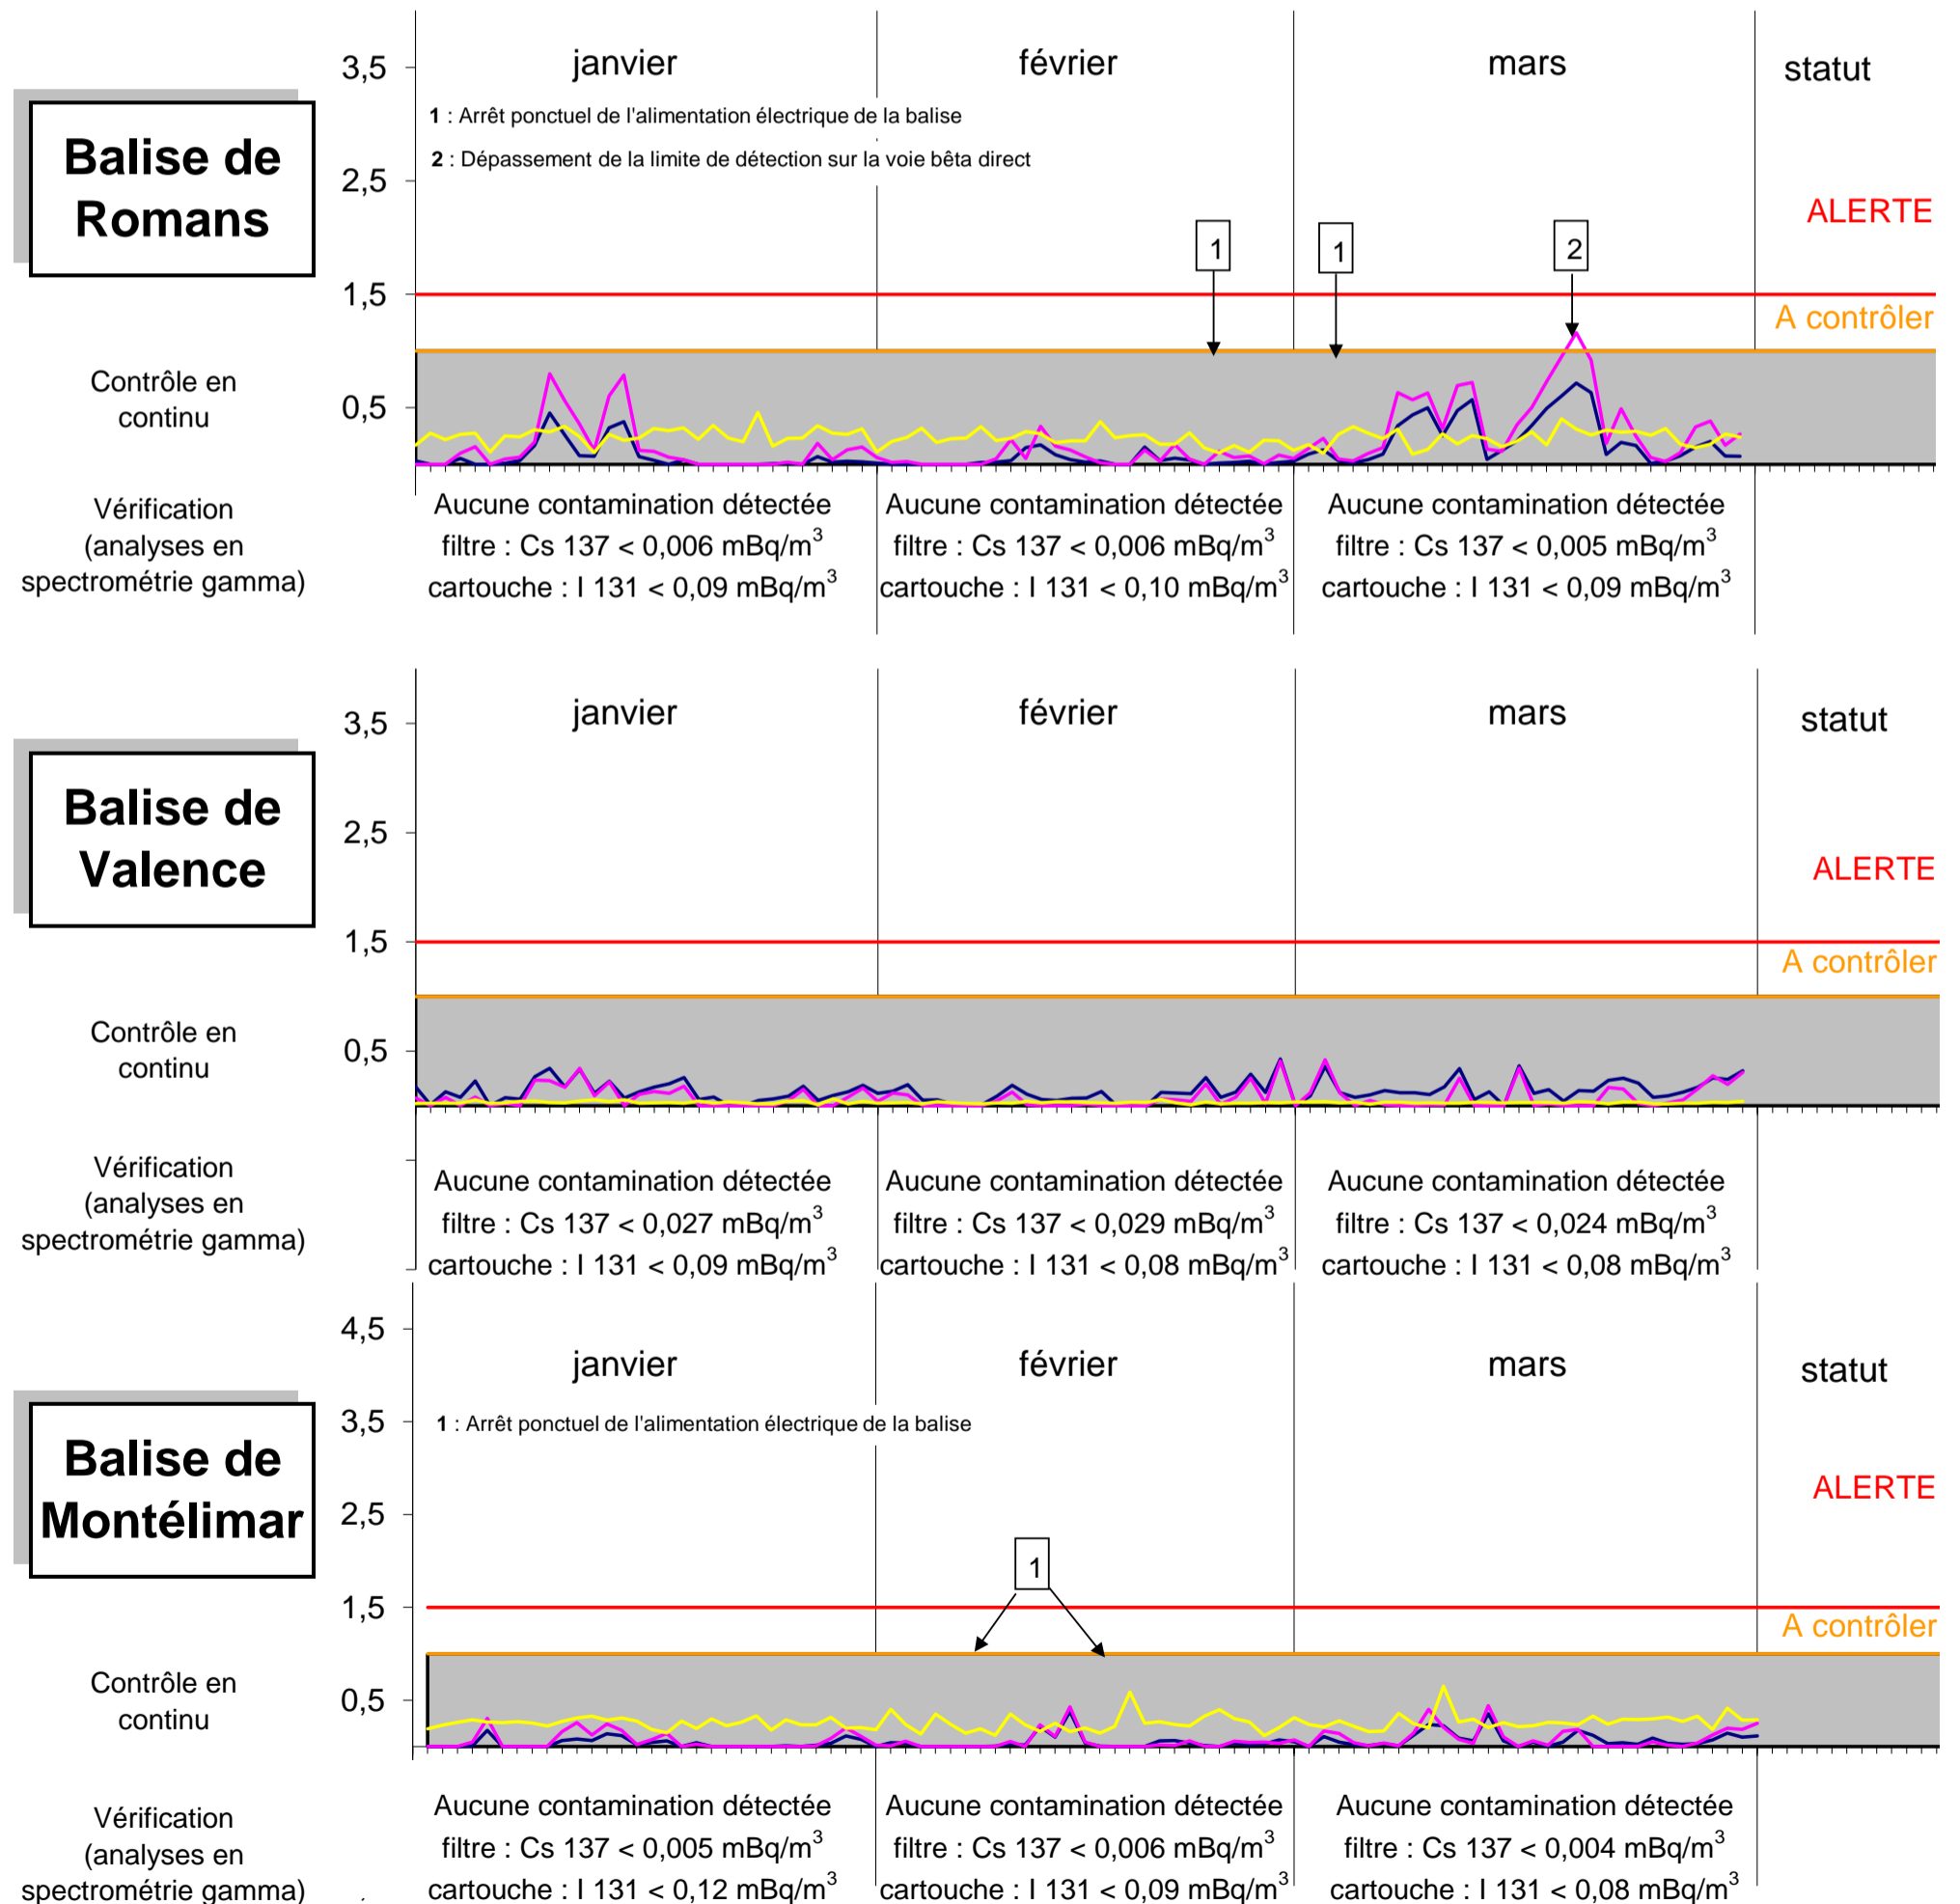 janvier
février
mars
statut
3,5
1 : Arrêt ponctuel de l'alimentation électrique de la balise
2 : Dépassement de la limite de détection sur la voie bêta direct
Balise de
Romans
2,5
ALERTE
1
1
2
1,5
A contrôler
Contrôle en
continu
0,5
Vérification
(analyses en
spectrométrie gamma)
Aucune contamination détectée
filtre : Cs 137 < 0,006 mBq/m³
cartouche : I 131 < 0,09 mBq/m³
Aucune contamination détectée
filtre : Cs 137 < 0,006 mBq/m³
cartouche : I 131 < 0,10 mBq/m³
Aucune contamination détectée
filtre : Cs 137 < 0,005 mBq/m³
cartouche : I 131 < 0,09 mBq/m³
janvier
février
mars
statut
3,5
Balise de
Valence
2,5
ALERTE
1,5
A contrôler
Contrôle en
continu
0,5
Vérification
(analyses en
spectrométrie gamma)
Aucune contamination détectée
filtre : Cs 137 < 0,027 mBq/m³
cartouche : I 131 < 0,09 mBq/m³
Aucune contamination détectée
filtre : Cs 137 < 0,029 mBq/m³
cartouche : I 131 < 0,08 mBq/m³
Aucune contamination détectée
filtre : Cs 137 < 0,024 mBq/m³
cartouche : I 131 < 0,08 mBq/m³
4,5
janvier
février
mars
statut
3,5
1 : Arrêt ponctuel de l'alimentation électrique de la balise
Balise de
Montélimar
2,5
ALERTE
1
1,5
A contrôler
Contrôle en
continu
0,5
Vérification
(analyses en
spectrométrie gamma)
Aucune contamination détectée
filtre : Cs 137 < 0,005 mBq/m³
cartouche : I 131 < 0,12 mBq/m³
Aucune contamination détectée
filtre : Cs 137 < 0,006 mBq/m³
cartouche : I 131 < 0,09 mBq/m³
Aucune contamination détectée
filtre : Cs 137 < 0,004 mBq/m³
cartouche : I 131 < 0,08 mBq/m³